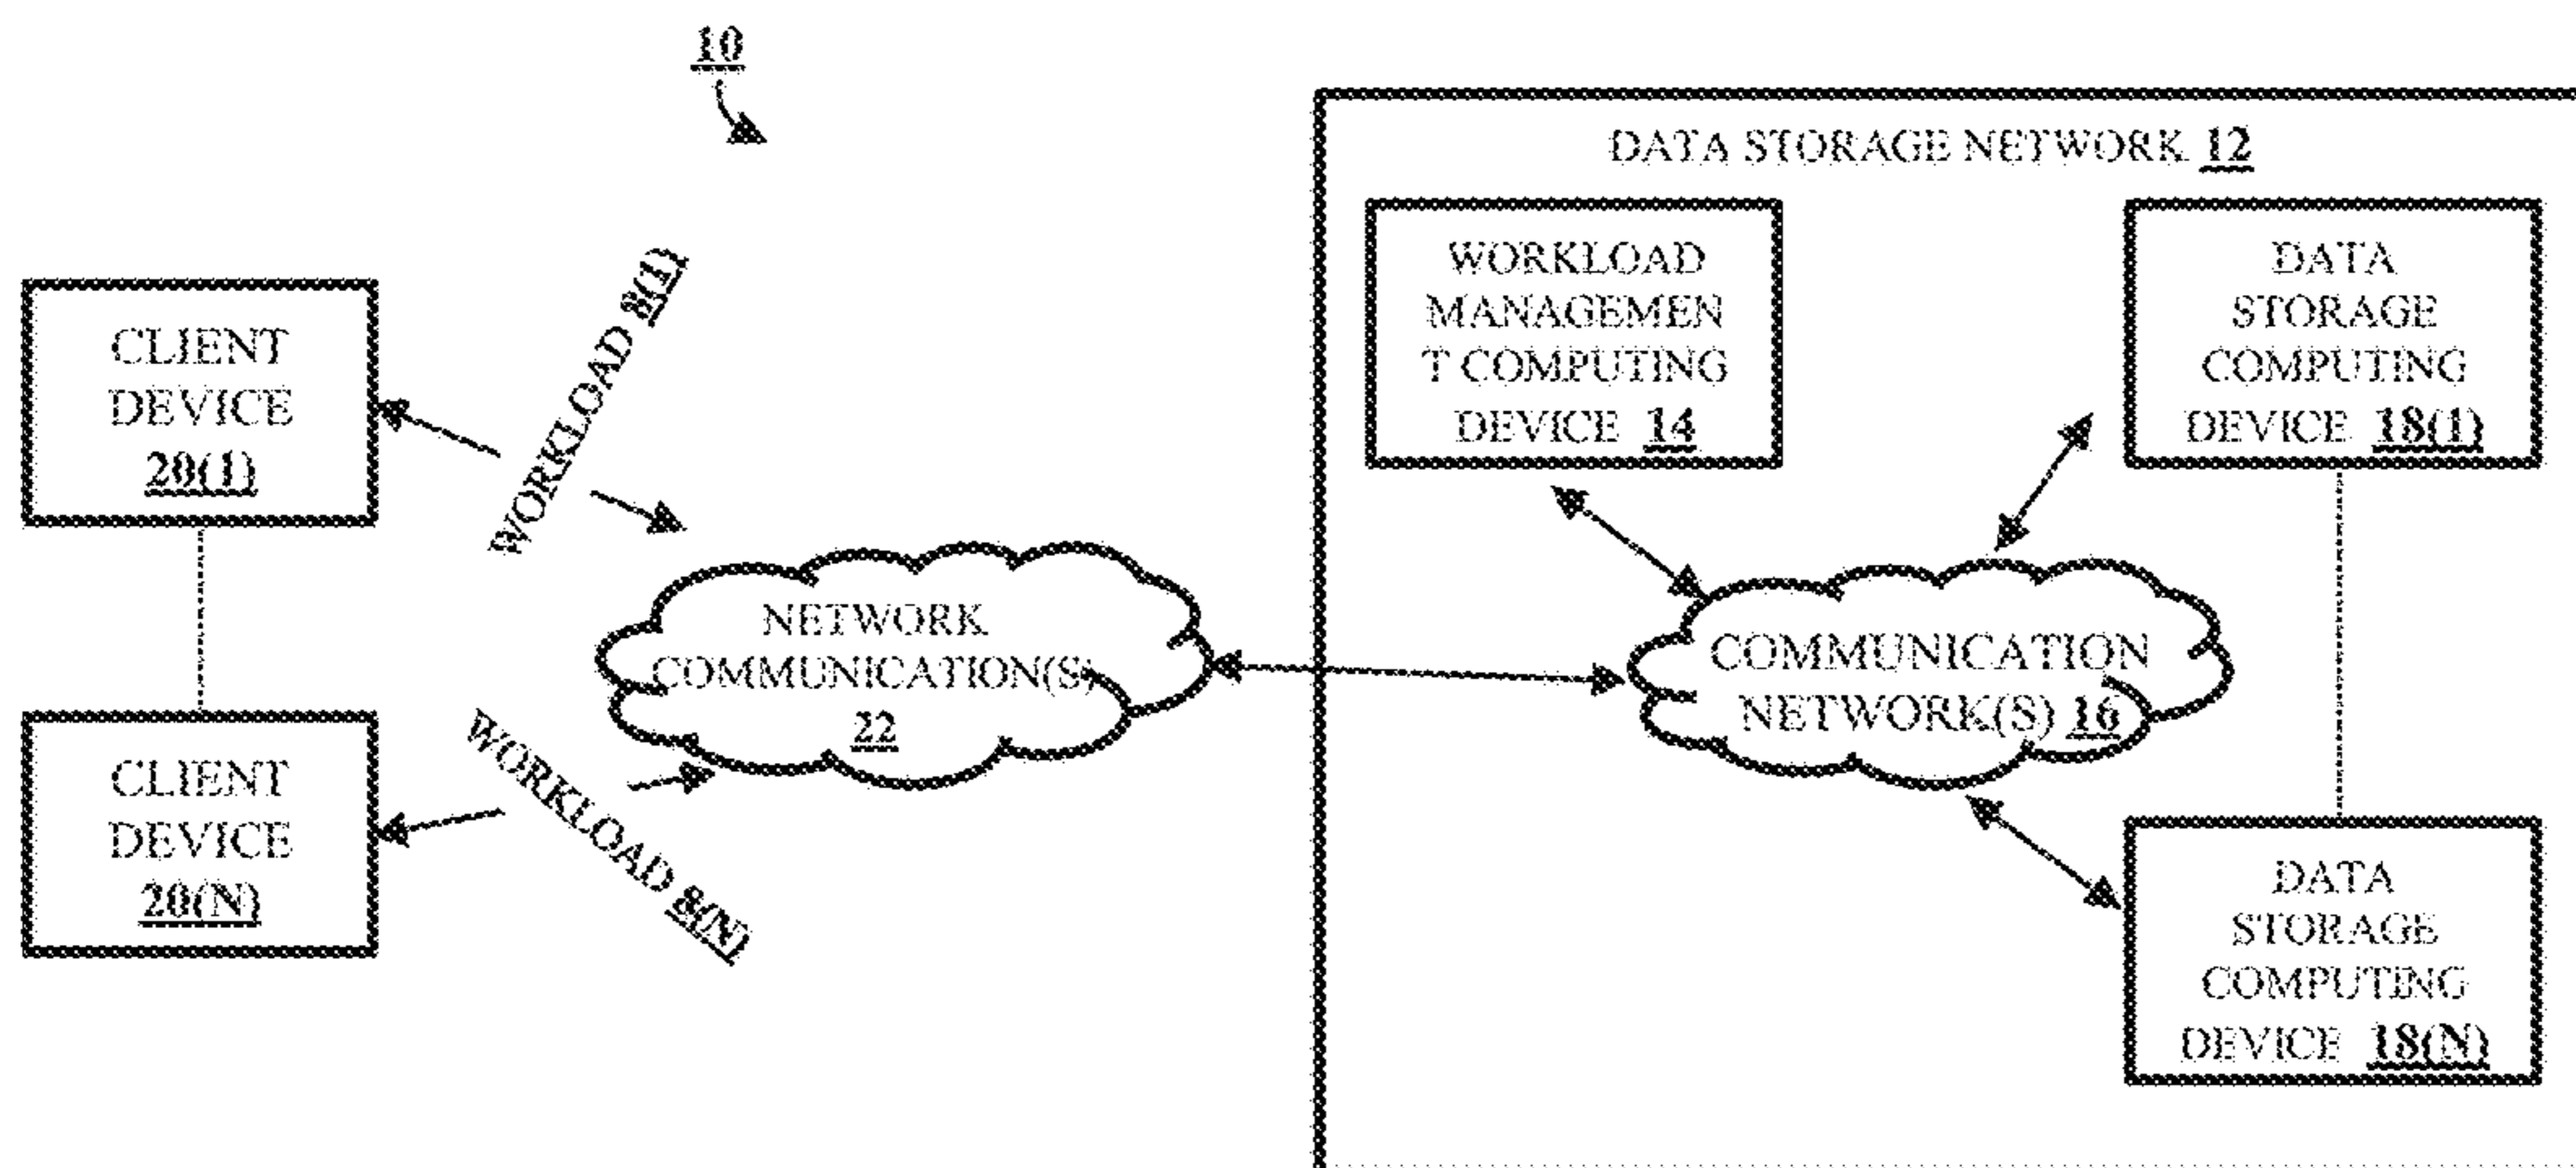 10
DATA STORAGE NETWORK 12
WORKLOAD
MANAGEMEN
T COMPUTING
DEVICE 14
DATA
STORAGE
COMPUTING
DEVICE 18(1)
CLIENT
DEVICE
20(1)
WORKLOAD 8(1)
NETWORK
COMMUNICATION(S)
22
COMMUNICATION
NETWORK(S) 16
CLIENT
DEVICE
20(N)
WORKLOAD 8(N)
DATA
STORAGE
COMPUTING
DEVICE 18(N)